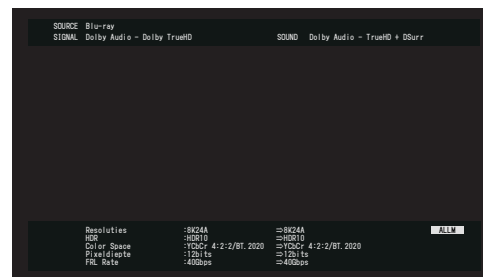 SOURCE Blu-ray
SIGNAL Dolby Audio - Dolby TrueHD SOUND Dolby Audio - TrueHD + DSurr
Resoluties :8K24A ⇒8K24A ALLM
HDR :HDR10 ⇒HDR10
Color Space :YCbCr 4:2:2/BT.2020 ⇒YCbCr 4:2:2/BT.2020
Pixeldiepte :12bits ⇒12bits
FRL Rate :40Gbps ⇒40Gbps